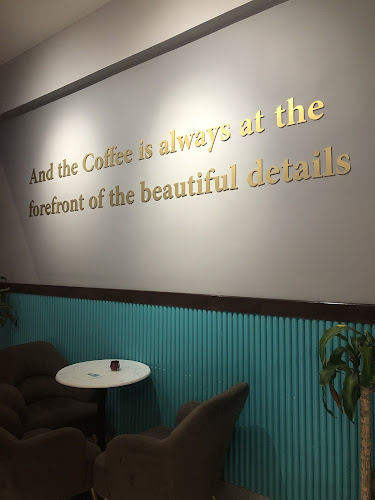 And the Coffee is always at the
forefront of the beautiful details